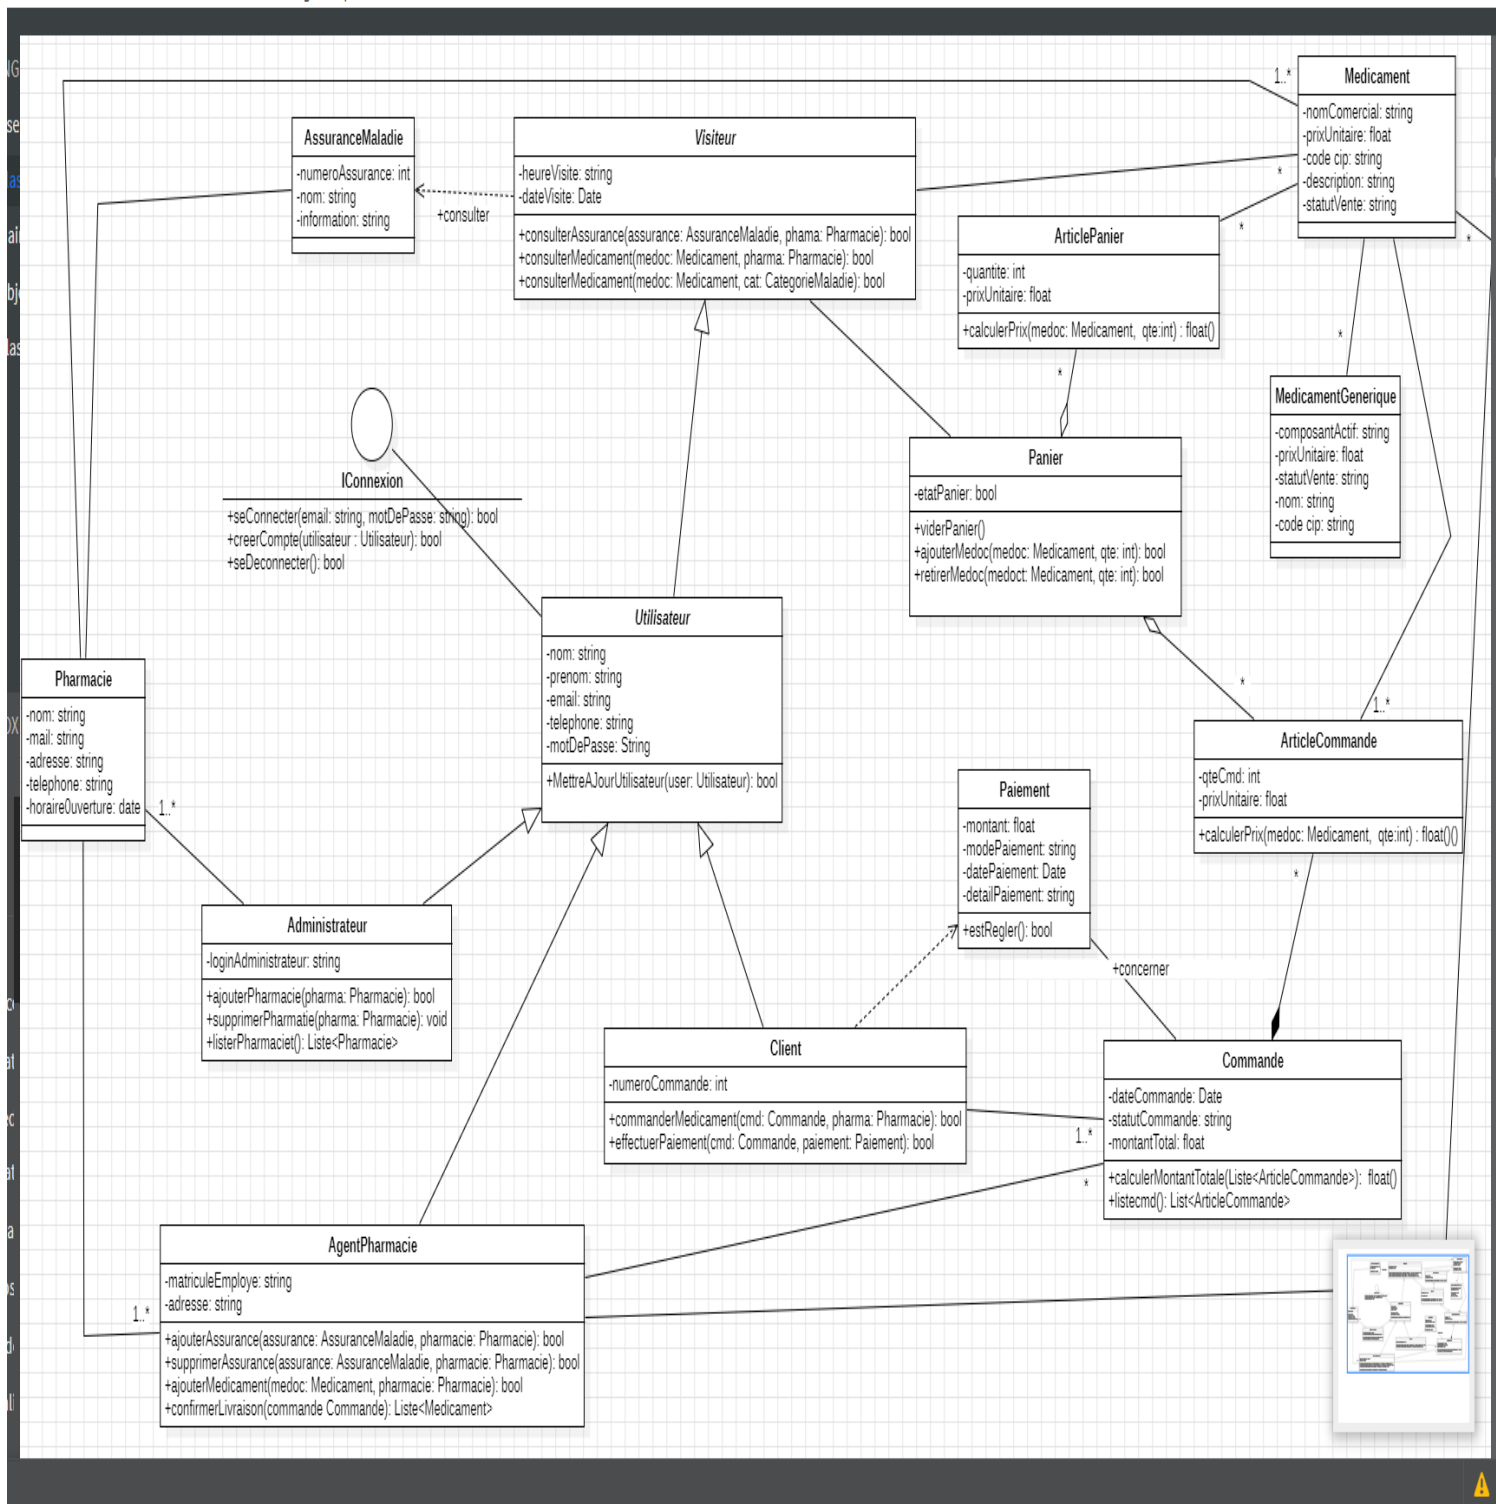 Medicament
-nomComercial: string
-prixUnitaire: float
-code cip: string
-description: string
-statutVente: string
1..*
*
*
*
AssuranceMaladie
-numeroAssurance: int
-nom: string
-information: string
+consulter
Visiteur
-heureVisite: string
-dateVisite: Date
+consulterAssurance(assurance: AssuranceMaladie, phama: Pharmacie): bool
+consulterMedicament(medoc: Medicament, pharma: Pharmacie): bool
+consulterMedicament(medoc: Medicament, cat: CategorieMaladie): bool
ArticlePanier
-quantite: int
-prixUnitaire: float
+calculerPrix(medoc: Medicament, qte:int) : float()
*
*
MedicamentGenerique
-composantActif: string
-prixUnitaire: float
-statutVente: string
-nom: string
-code cip: string
IConnexion
+seConnecter(email: string, motDePasse: string): bool
+creerCompte(utilisateur : Utilisateur): bool
+seDeconnecter(): bool
Panier
-etatPanier: bool
+viderPanier()
+ajouterMedoc(medoc: Medicament, qte: int): bool
+retirerMedoc(medoct: Medicament, qte: int): bool
*
1..*
Utilisateur
-nom: string
-prenom: string
-email: string
-telephone: string
-motDePasse: String
+MettreAJourUtilisateur(user: Utilisateur): bool
Pharmacie
-nom: string
-mail: string
-adresse: string
-telephone: string
-horaireOuverture: date
1..*
ArticleCommande
-qteCmd: int
-prixUnitaire: float
+calculerPrix(medoc: Medicament, qte:int) : float()()
*
Paiement
-montant: float
-modePaiement: string
-datePaiement: Date
-detailPaiement: string
+estRegler(): bool
+concerner
Administrateur
-loginAdministrateur: string
+ajouterPharmacie(pharma: Pharmacie): bool
+supprimerPharmatie(pharma: Pharmacie): void
+listerPharmaciet(): Liste<Pharmacie>
Client
-numeroCommande: int
+commanderMedicament(cmd: Commande, pharma: Pharmacie): bool
+effectuerPaiement(cmd: Commande, paiement: Paiement): bool
1..*
Commande
-dateCommande: Date
-statutCommande: string
-montantTotal: float
+calculerMontantTotale(Liste<ArticleCommande>): float()
+listecmd(): List<ArticleCommande>
*
AgentPharmacie
-matriculeEmploye: string
-adresse: string
+ajouterAssurance(assurance: AssuranceMaladie, pharmacie: Pharmacie): bool
+supprimerAssurance(assurance: AssuranceMaladie, pharmacie: Pharmacie): bool
+ajouterMedicament(medoc: Medicament, pharmacie: Pharmacie): bool
+confirmerLivraison(commande Commande): Liste<Medicament>
1..*